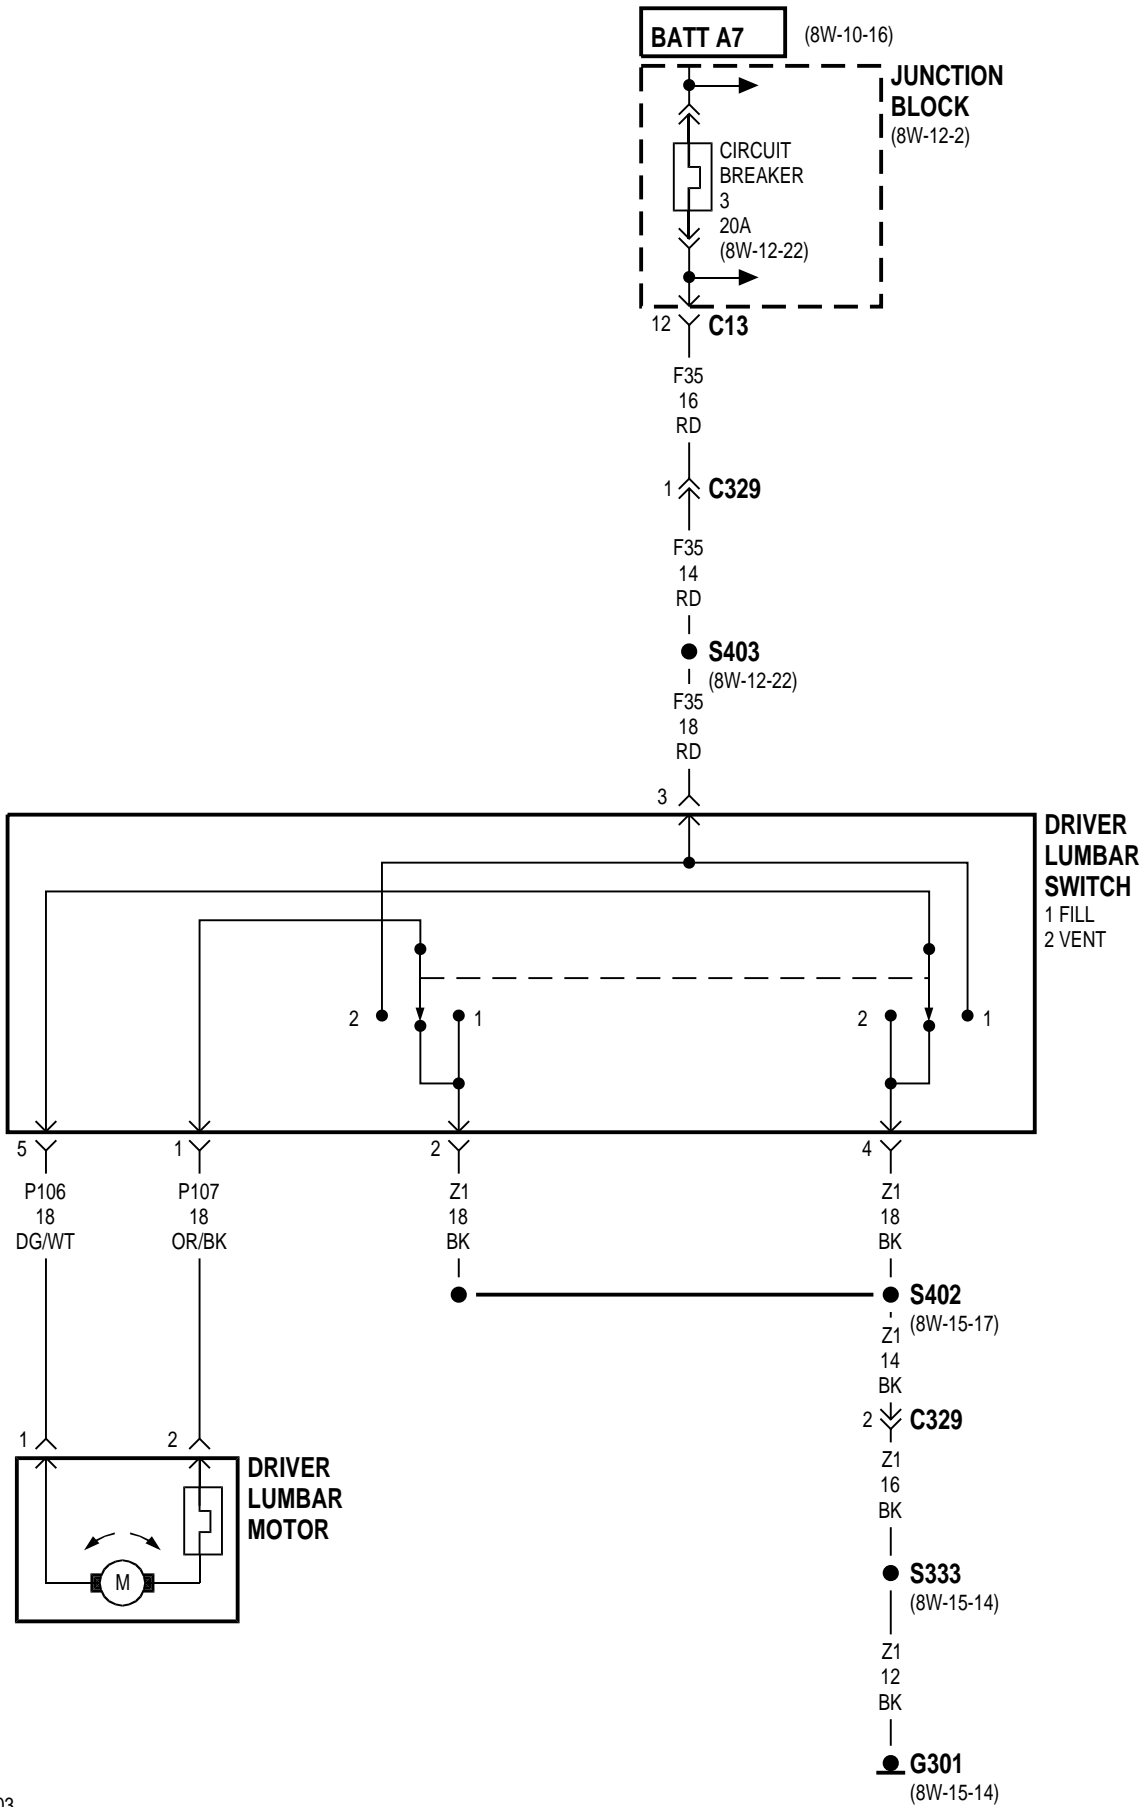 BATT A7
(8W-10-16)
JUNCTION
BLOCK
(8W-12-2)
CIRCUIT
BREAKER
3
20A
(8W-12-22)
12
C13
F35
16
RD
1
C329
F35
14
RD
S403
(8W-12-22)
F35
18
RD
3
DRIVER
LUMBAR
SWITCH
1 FILL
2 VENT
2
1
2
1
5
1
2
4
P106
18
DG/WT
P107
18
OR/BK
Z1
18
BK
Z1
18
BK
S402
(8W-15-17)
Z1
14
BK
2
C329
1
2
DRIVER
LUMBAR
MOTOR
M
Z1
16
BK
S333
(8W-15-14)
Z1
12
BK
G301
(8W-15-14)